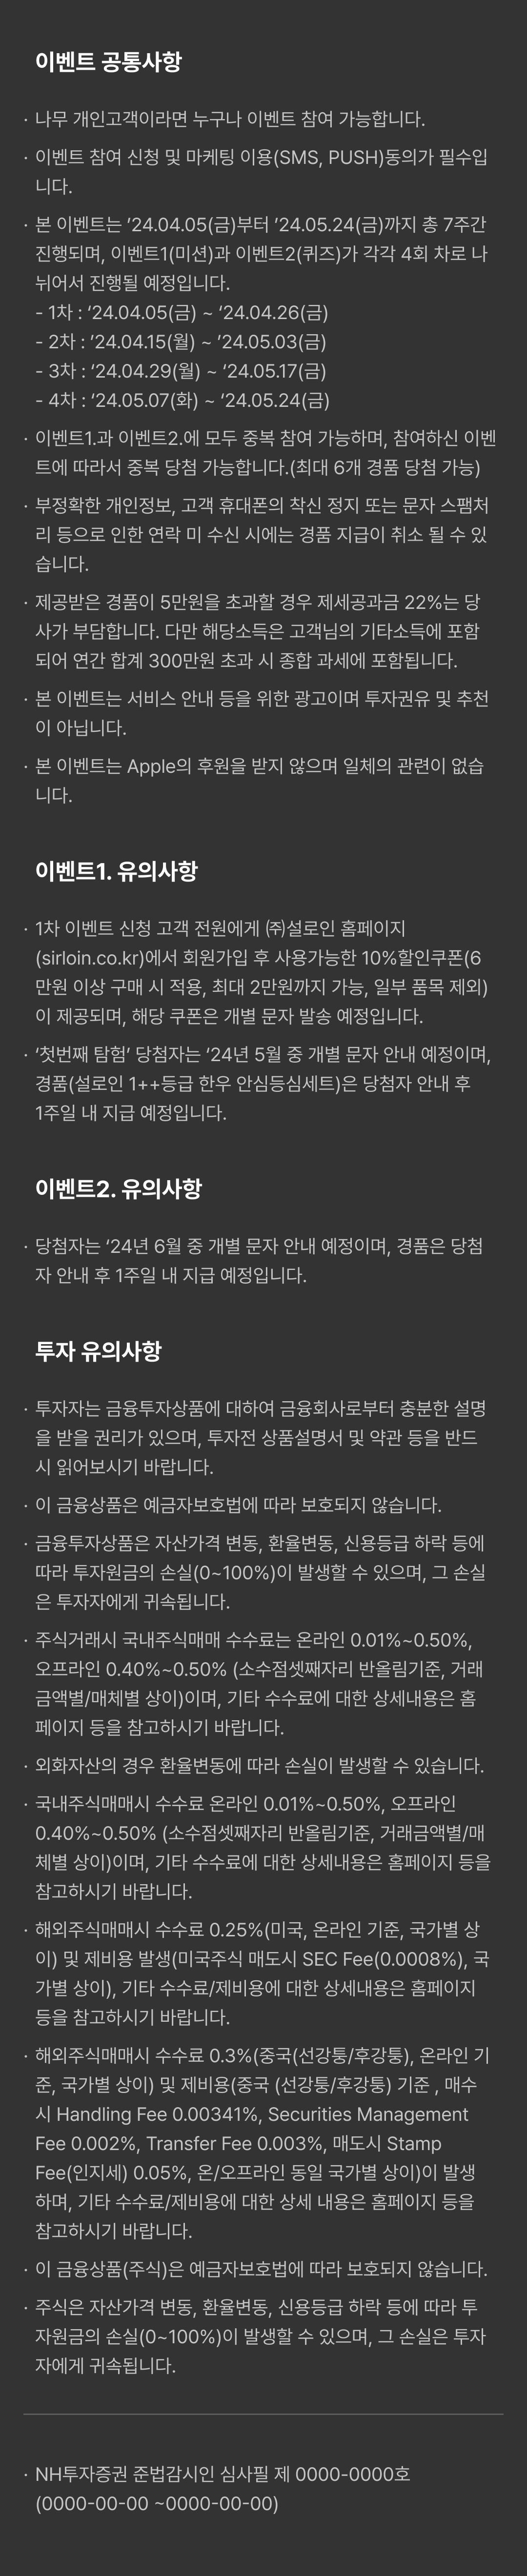 이벤트 공통사항
· 나무 개인고객이라면 누구나 이벤트 참여 가능합니다.
· 이벤트 참여 신청 및 마케팅 이용(SMS, PUSH)동의가 필수입
니다.
· 본 이벤트는 ’24.04.05(금)부터 ’24.05.24(금)까지 총 7주간
진행되며, 이벤트1(미션)과 이벤트2(퀴즈)가 각각 4회 차로 나
뉘어서 진행될 예정입니다.
- 1차 : ‘24.04.05(금) ~ ‘24.04.26(금)
- 2차 : ’24.04.15(월) ~ ’24.05.03(금)
- 3차 : ‘24.04.29(월) ~ ‘24.05.17(금)
- 4차 : ‘24.05.07(화) ~ ‘24.05.24(금)
· 이벤트1.과 이벤트2.에 모두 중복 참여 가능하며, 참여하신 이벤
트에 따라서 중복 당첨 가능합니다.(최대 6개 경품 당첨 가능)
· 부정확한 개인정보, 고객 휴대폰의 착신 정지 또는 문자 스팸처
리 등으로 인한 연락 미 수신 시에는 경품 지급이 취소 될 수 있
습니다.
· 제공받은 경품이 5만원을 초과할 경우 제세공과금 22%는 당
사가 부담합니다. 다만 해당소득은 고객님의 기타소득에 포함
되어 연간 합계 300만원 초과 시 종합 과세에 포함됩니다.
· 본 이벤트는 서비스 안내 등을 위한 광고이며 투자권유 및 추천
이 아닙니다.
· 본 이벤트는 Apple의 후원을 받지 않으며 일체의 관련이 없습
니다.
이벤트1. 유의사항
· 1차 이벤트 신청 고객 전원에게 ㈜설로인 홈페이지
(sirloin.co.kr)에서 회원가입 후 사용가능한 10%할인쿠폰(6
만원 이상 구매 시 적용, 최대 2만원까지 가능, 일부 품목 제외)
이 제공되며, 해당 쿠폰은 개별 문자 발송 예정입니다.
· ‘첫번째 탐험’ 당첨자는 ‘24년 5월 중 개별 문자 안내 예정이며,
경품(설로인 1++등급 한우 안심등심세트)은 당첨자 안내 후
1주일 내 지급 예정입니다.
이벤트2. 유의사항
· 당첨자는 ‘24년 6월 중 개별 문자 안내 예정이며, 경품은 당첨
자 안내 후 1주일 내 지급 예정입니다.
투자 유의사항
· 투자자는 금융투자상품에 대하여 금융회사로부터 충분한 설명
을 받을 권리가 있으며, 투자전 상품설명서 및 약관 등을 반드
시 읽어보시기 바랍니다.
· 이 금융상품은 예금자보호법에 따라 보호되지 않습니다.
· 금융투자상품은 자산가격 변동, 환율변동, 신용등급 하락 등에
따라 투자원금의 손실(0~100%)이 발생할 수 있으며, 그 손실
은 투자자에게 귀속됩니다.
· 주식거래시 국내주식매매 수수료는 온라인 0.01%~0.50%,
오프라인 0.40%~0.50% (소수점셋째자리 반올림기준, 거래
금액별/매체별 상이)이며, 기타 수수료에 대한 상세내용은 홈
페이지 등을 참고하시기 바랍니다.
· 외화자산의 경우 환율변동에 따라 손실이 발생할 수 있습니다.
· 국내주식매매시 수수료 온라인 0.01%~0.50%, 오프라인
0.40%~0.50% (소수점셋째자리 반올림기준, 거래금액별/매
체별 상이)이며, 기타 수수료에 대한 상세내용은 홈페이지 등을
참고하시기 바랍니다.
· 해외주식매매시 수수료 0.25%(미국, 온라인 기준, 국가별 상
이) 및 제비용 발생(미국주식 매도시 SEC Fee(0.0008%), 국
가별 상이), 기타 수수료/제비용에 대한 상세내용은 홈페이지
등을 참고하시기 바랍니다.
· 해외주식매매시 수수료 0.3%(중국(선강퉁/후강퉁), 온라인 기
준, 국가별 상이) 및 제비용(중국 (선강퉁/후강퉁) 기준 , 매수
시 Handling Fee 0.00341%, Securities Management
Fee 0.002%, Transfer Fee 0.003%, 매도시 Stamp
Fee(인지세) 0.05%, 온/오프라인 동일 국가별 상이)이 발생
하며, 기타 수수료/제비용에 대한 상세 내용은 홈페이지 등을
참고하시기 바랍니다.
· 이 금융상품(주식)은 예금자보호법에 따라 보호되지 않습니다.
· 주식은 자산가격 변동, 환율변동, 신용등급 하락 등에 따라 투
자원금의 손실(0~100%)이 발생할 수 있으며, 그 손실은 투자
자에게 귀속됩니다.
· NH투자증권 준법감시인 심사필 제 0000-0000호
(0000-00-00 ~0000-00-00)